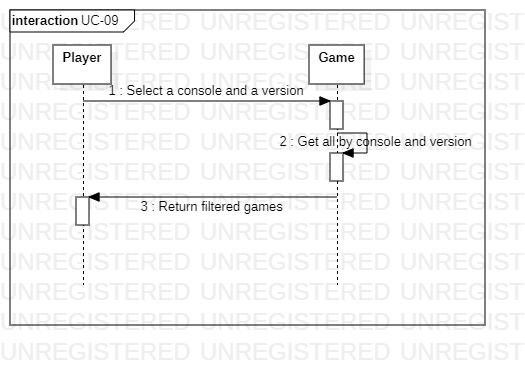 interaction UC-09
Player
Game
1 : Select a console and a version
2 : Get all by console and version
3 : Return filtered games
UNREGISTERED UNREGISTERED UNREGISTERED